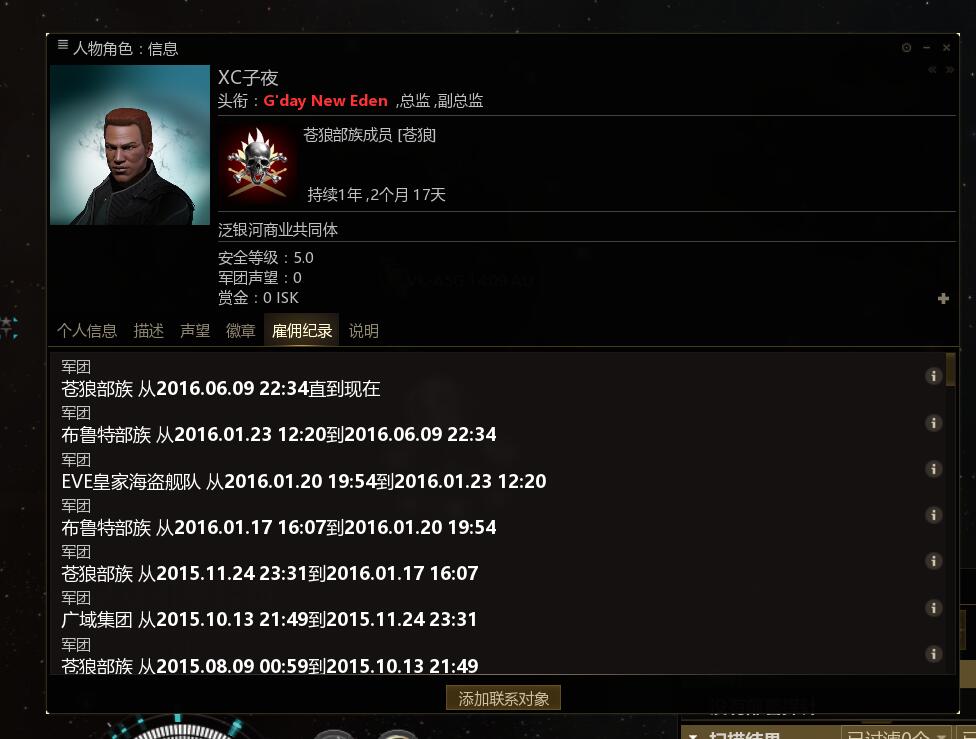 人物角色：信息
XC子夜
头衔：G'day New Eden ,总监 ,副总监
苍狼部族成员 [苍狼]
持续1年 ,2个月 17天
泛银河商业共同体
安全等级：5.0
军团声望：0
赏金：0 ISK
个人信息 描述 声望 徽章 雇佣纪录 说明
军团
苍狼部族 从2016.06.09 22:34直到现在
军团
布鲁特部族 从2016.01.23 12:20到2016.06.09 22:34
军团
EVE皇家海盗舰队 从2016.01.20 19:54到2016.01.23 12:20
军团
布鲁特部族 从2016.01.17 16:07到2016.01.20 19:54
军团
苍狼部族 从2015.11.24 23:31到2016.01.17 16:07
军团
广域集团 从2015.10.13 21:49到2015.11.24 23:31
军团
苍狼部族 从2015.08.09 00:59到2015.10.13 21:49
添加联系对象
扫描结果 已过滤0个